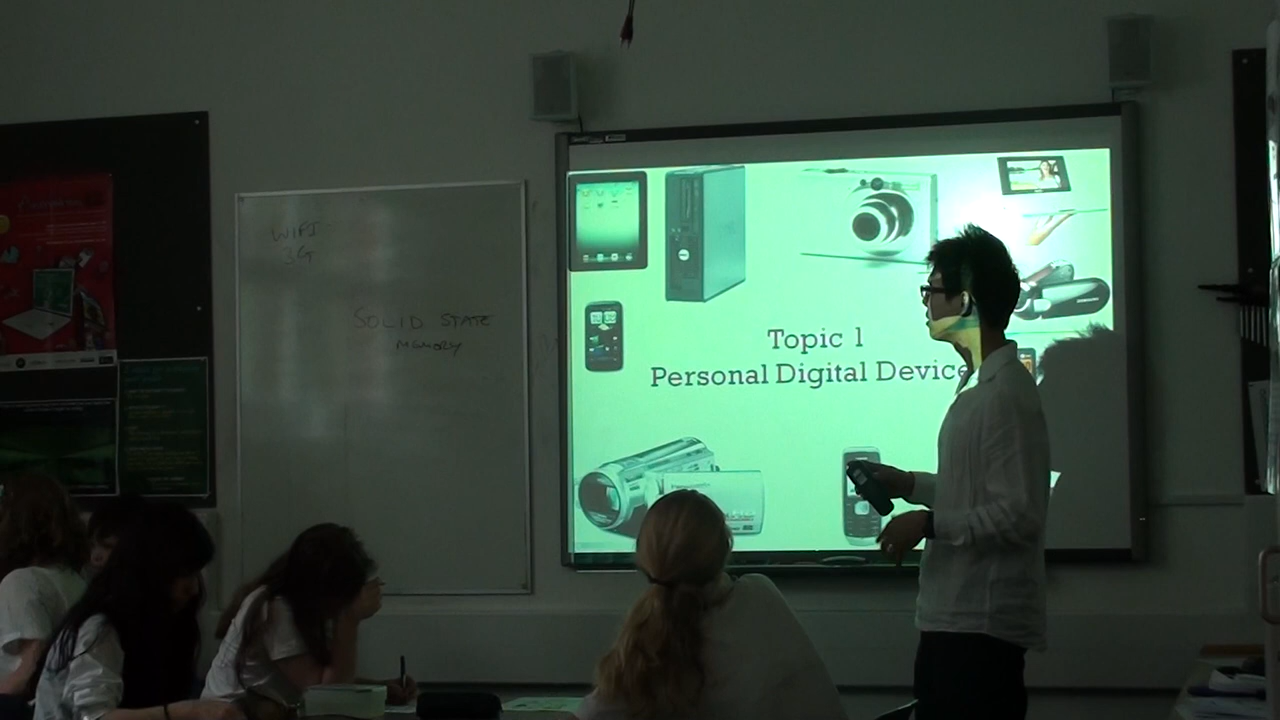 WIFI
3G
SOLID STATE
MEMORY
Topic 1
Personal Digital Device